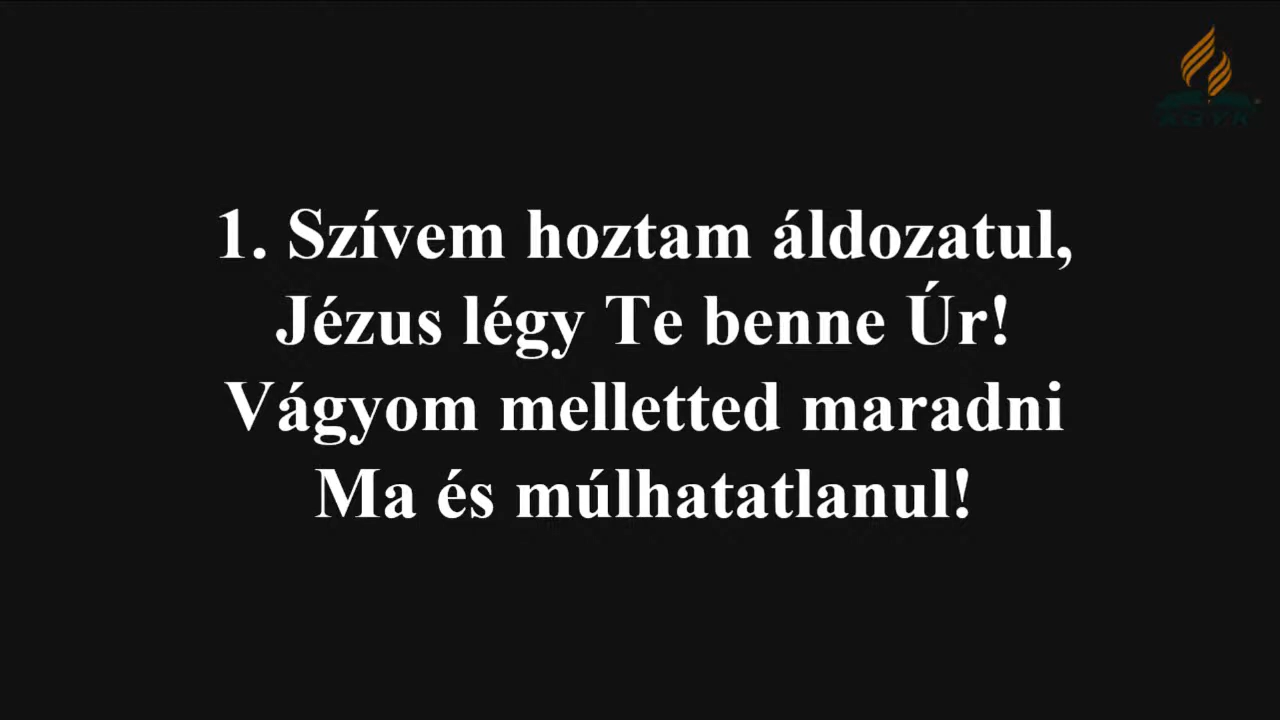 1. Szívem hoztam áldozatul,
Jézus légy Te benne Úr!
Vágyom melletted maradni
Ma és múlhatatlanul!